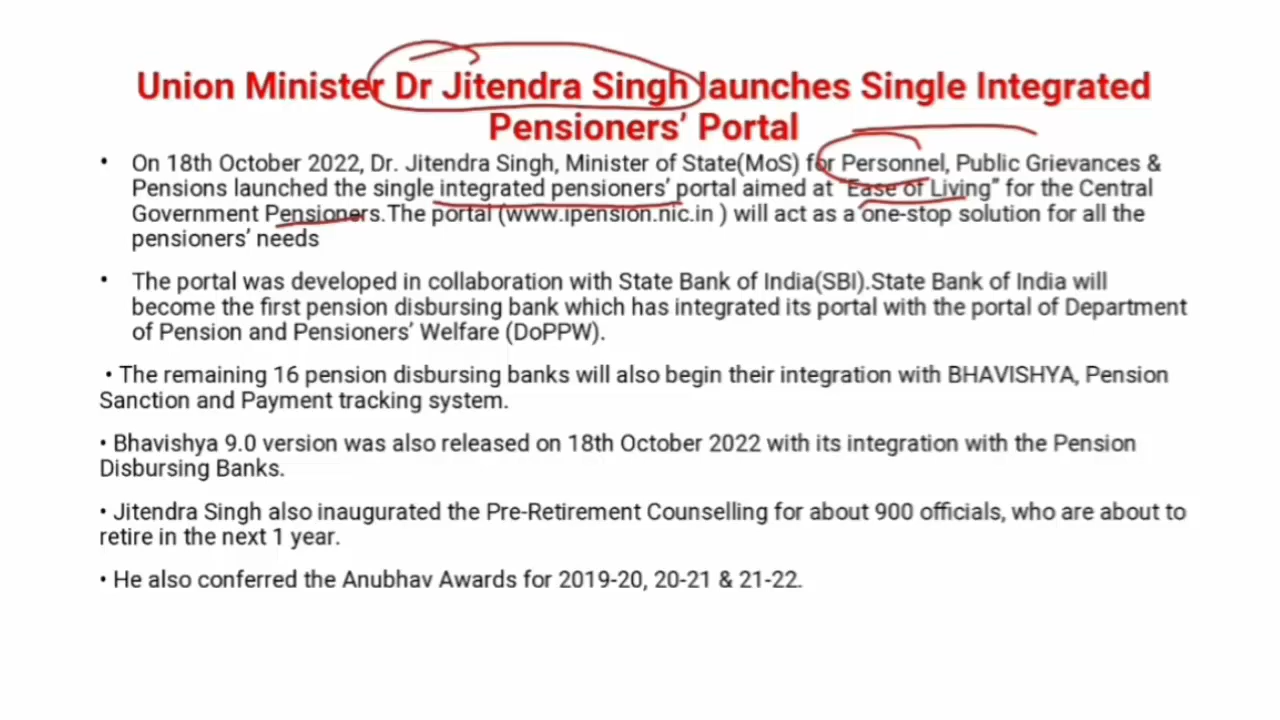 Union Minister Dr Jitendra Singh launches Single Integrated
Pensioners' Portal
• On 18th October 2022, Dr. Jitendra Singh, Minister of State(MoS) for Personnel, Public Grievances &
Pensions launched the single integrated pensioners' portal aimed at "Ease of Living" for the Central
Government Pensioners.The portal (www.ipension.nic.in ) will act as a one-stop solution for all the
pensioners' needs
• The portal was developed in collaboration with State Bank of India(SBI).State Bank of India will
become the first pension disbursing bank which has integrated its portal with the portal of Department
of Pension and Pensioners' Welfare (DoPPW).
• The remaining 16 pension disbursing banks will also begin their integration with BHAVISHYA, Pension
Sanction and Payment tracking system.
• Bhavishya 9.0 version was also released on 18th October 2022 with its integration with the Pension
Disbursing Banks.
• Jitendra Singh also inaugurated the Pre-Retirement Counselling for about 900 officials, who are about to
retire in the next 1 year.
• He also conferred the Anubhav Awards for 2019-20, 20-21 & 21-22.